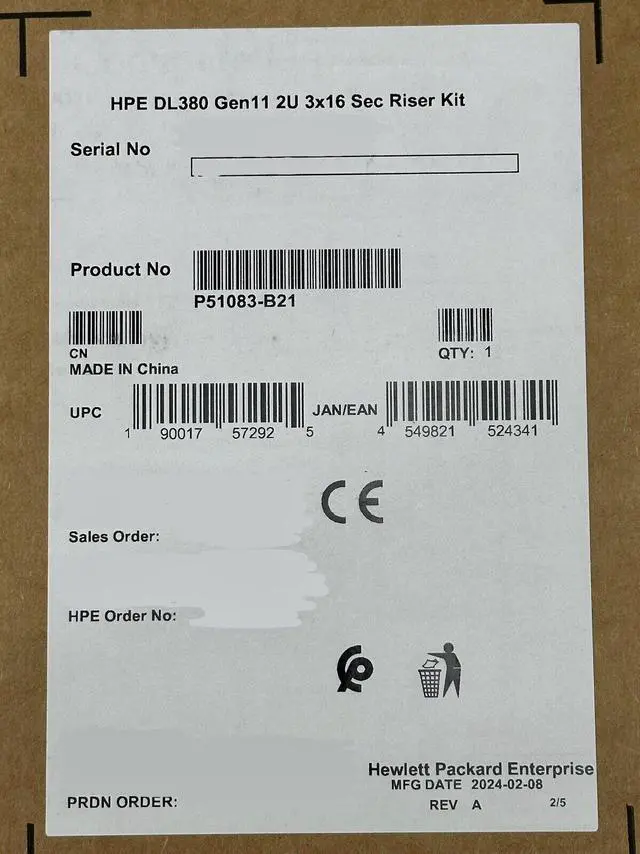 HPE DL380 Gen11 2U 3x16 Sec Riser Kit
Serial No
Product No
P51083-B21
CN
MADE IN China
QTY: 1
UPC 1 90017 57292 5 JAN/EAN 4 549821 524341
CE
Sales Order:
HPE Order No:
Hewlett Packard Enterprise
MFG DATE 2024-02-08
PRDN ORDER:
REV A 2/5